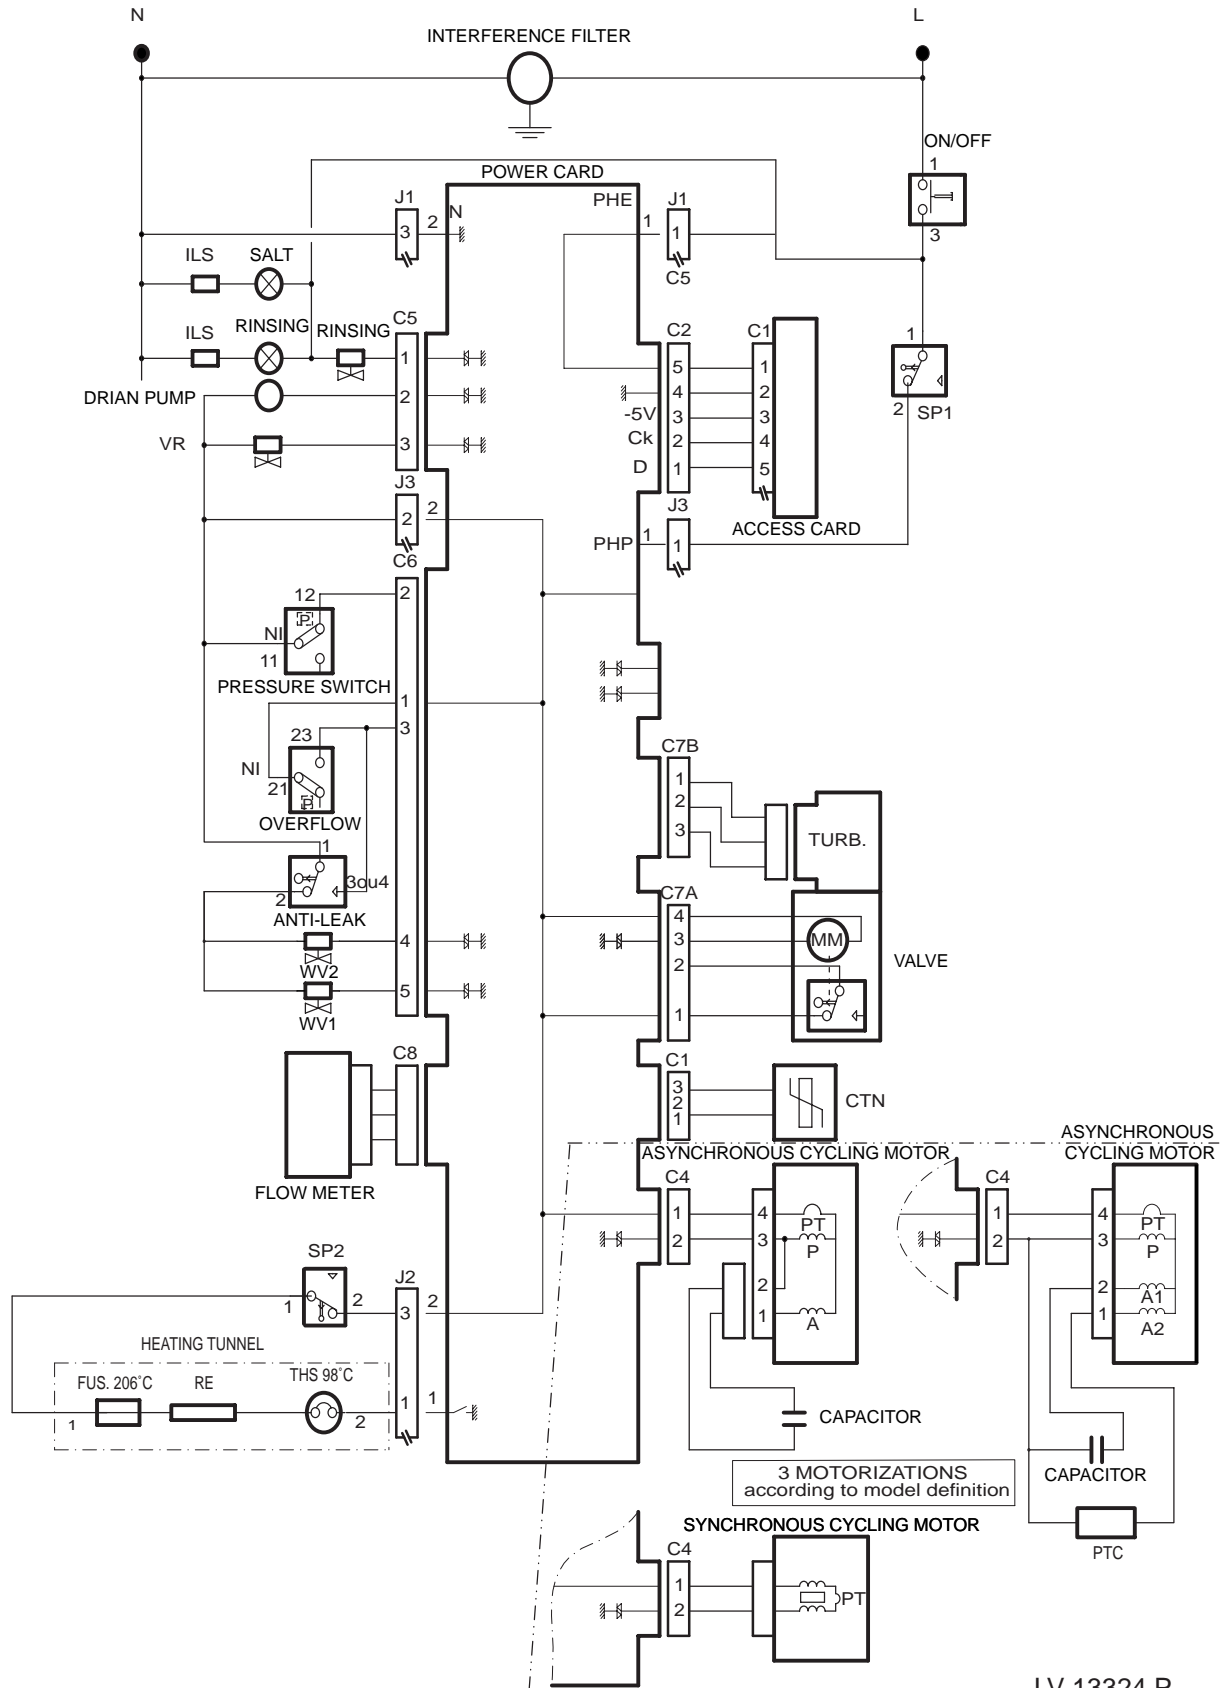 N
L
INTERFERENCE FILTER
ON/OFF
1
3
POWER CARD
J1
3
2
N
PHE
1
J1
1
C5
ILS
SALT
ILS
RINSING
RINSING
C5
1
2
3
DRIAN PUMP
VR
C2
5
4
3
2
1
-5V
Ck
D
C1
1
2
3
4
5
ACCESS CARD
1
2
SP1
J3
2
2
C6
PHP
1
J3
1
12
P
NI
11
PRESSURE SWITCH
2
1
3
23
NI
21
P
OVERFLOW
1
3ou4
2
ANTI-LEAK
WV2
4
WV1
5
C7B
1
2
3
TURB.
C7A
4
3
2
1
MM
VALVE
C8
FLOW METER
C1
3
2
1
CTN
ASYNCHRONOUS CYCLING MOTOR
C4
1
2
4
3
2
1
PT
P
A
CAPACITOR
ASYNCHRONOUS
CYCLING MOTOR
C4
1
2
4
3
2
1
PT
P
A1
A2
CAPACITOR
PTC
SP2
1
2
J2
3
2
1
1
HEATING TUNNEL
FUS. 206°C
RE
THS 98°C
1
2
3 MOTORIZATIONS
according to model definition
SYNCHRONOUS CYCLING MOTOR
C4
1
2
PT